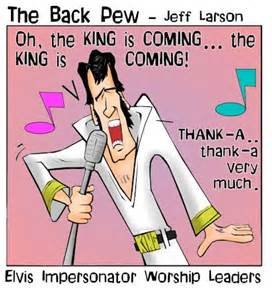 The Back Pew - Jeff Larson
Oh, the KING is COMING... the
KING is COMING!
THANK-A..
thank-a
very
much.
Elvis Impersonator Worship Leaders